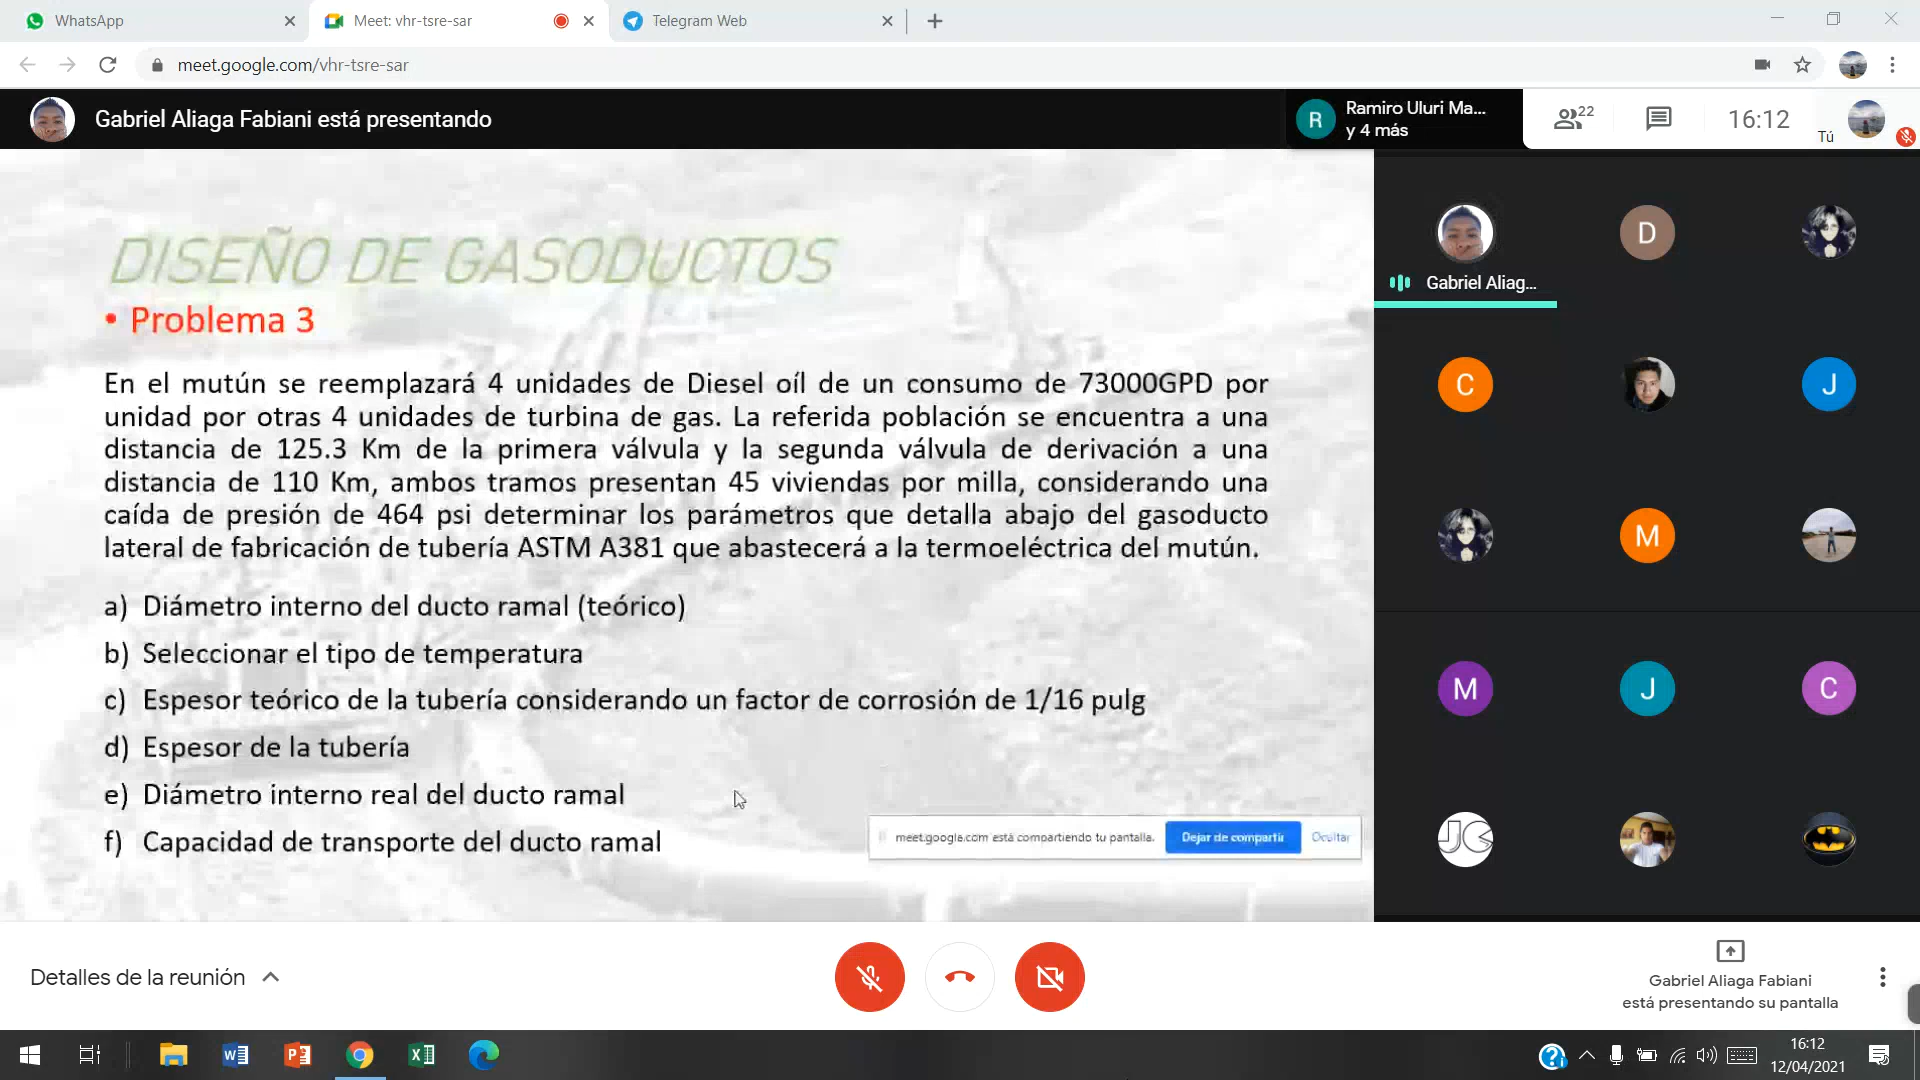 WhatsApp
Meet: vhr-tsre-sar
Telegram Web
meet.google.com/vhr-tsre-sar
Gabriel Aliaga Fabiani está presentando
R
Ramiro Uluri Ma...
y 4 más
22
16:12
Tú
DISEÑO DE GASODUCTOS
• Problema 3
En el mutún se reemplazará 4 unidades de Diesel oíl de un consumo de 73000GPD por
unidad por otras 4 unidades de turbina de gas. La referida población se encuentra a una
distancia de 125.3 Km de la primera válvula y la segunda válvula de derivación a una
distancia de 110 Km, ambos tramos presentan 45 viviendas por milla, considerando una
caída de presión de 464 psi determinar los parámetros que detalla abajo del gasoducto
lateral de fabricación de tubería ASTM A381 que abastecerá a la termoeléctrica del mutún.
a) Diámetro interno del ducto ramal (teórico)
b) Seleccionar el tipo de temperatura
c) Espesor teórico de la tubería considerando un factor de corrosión de 1/16 pulg
d) Espesor de la tubería
e) Diámetro interno real del ducto ramal
f) Capacidad de transporte del ducto ramal
meet.google.com está compartiendo tu pantalla.
Dejar de compartir
Ocultar
Gabriel Aliag...
D
C
J
M
M
J
C
JC
Detalles de la reunión
Gabriel Aliaga Fabiani
está presentando su pantalla
16:12
12/04/2021